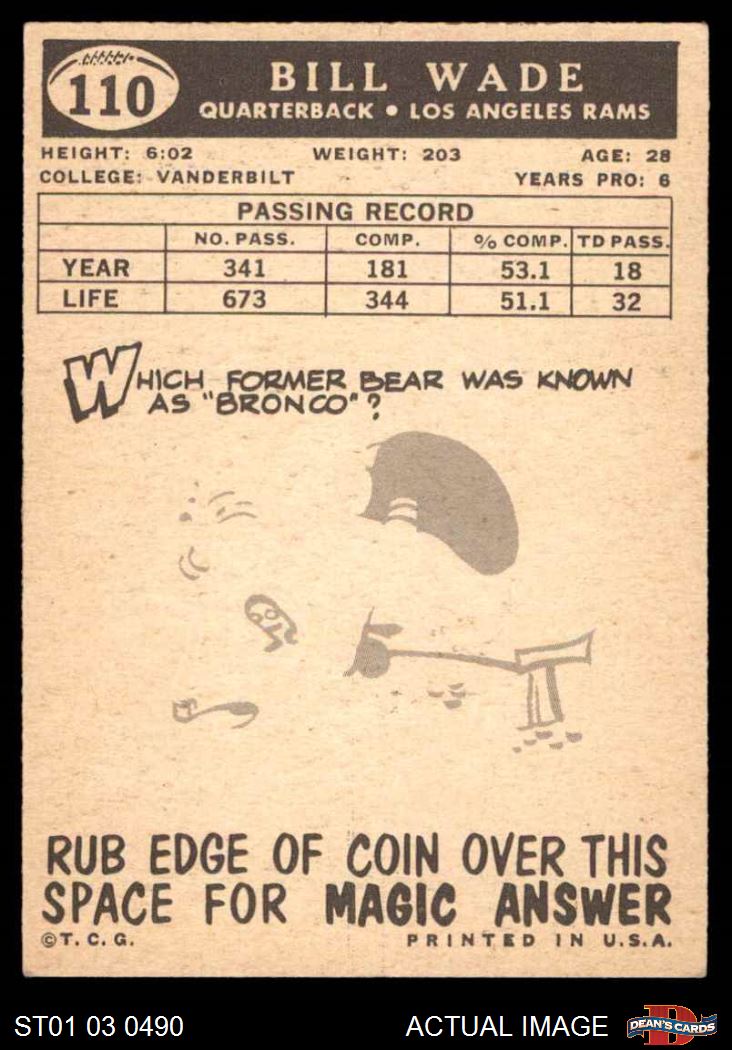 110
BILL WADE
QUARTERBACK • LOS ANGELES RAMS
HEIGHT: 6:02 WEIGHT: 203 AGE: 28
COLLEGE: VANDERBILT YEARS PRO: 6
PASSING RECORD
NO. PASS. COMP. % COMP. TD PASS.
YEAR 341 181 53.1 18
LIFE 673 344 51.1 32
WHICH FORMER BEAR WAS KNOWN
AS "BRONCO"?
RUB EDGE OF COIN OVER THIS
SPACE FOR MAGIC ANSWER
©T. C. G. PRINTED IN U.S.A.
ST01 03 0490 ACTUAL IMAGE D DEAN'S CARDS